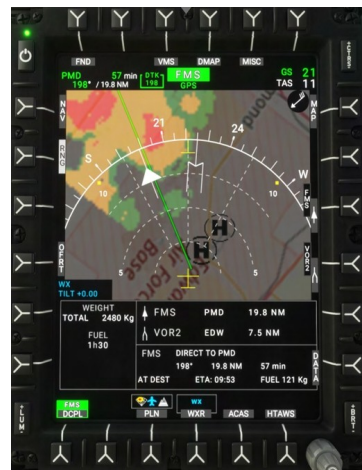 FND VMS DMAP MISC
PMD 57 min DTK FMS GS 21
198° / 19.8 NM 198 GPS TAS 11
NAV
MAP
RNG
21
24
S
W
10
10
FMS
H
H
Air Force
Base
OFRT
5
5
VOR2
WX
TILT +0.00
WEIGHT
TOTAL 2480 Kg
FUEL
1h30
FMS PMD 19.8 NM
VOR2 EDW 7.5 NM
FMS DIRECT TO PMD
198° 19.8 NM 57 min
AT DEST ETA: 09:53 FUEL 121 Kg
DATA
FMS
DCPL PLN WX
WXR ACAS HTAWS
+LUM-
+BRT-